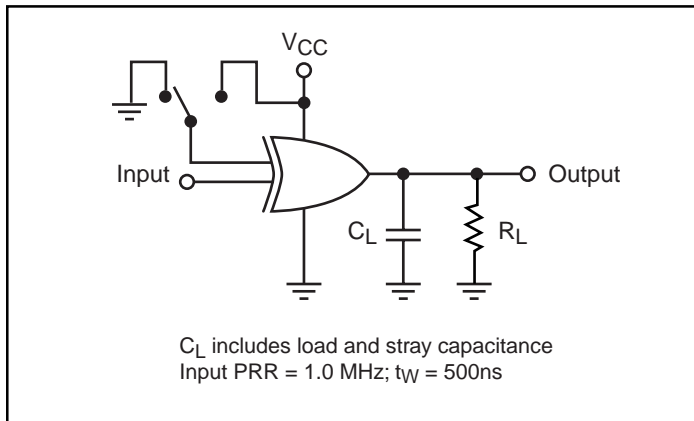 VCC
Input
Output
CL
RL
CL includes load and stray capacitance
Input PRR = 1.0 MHz; tW = 500ns